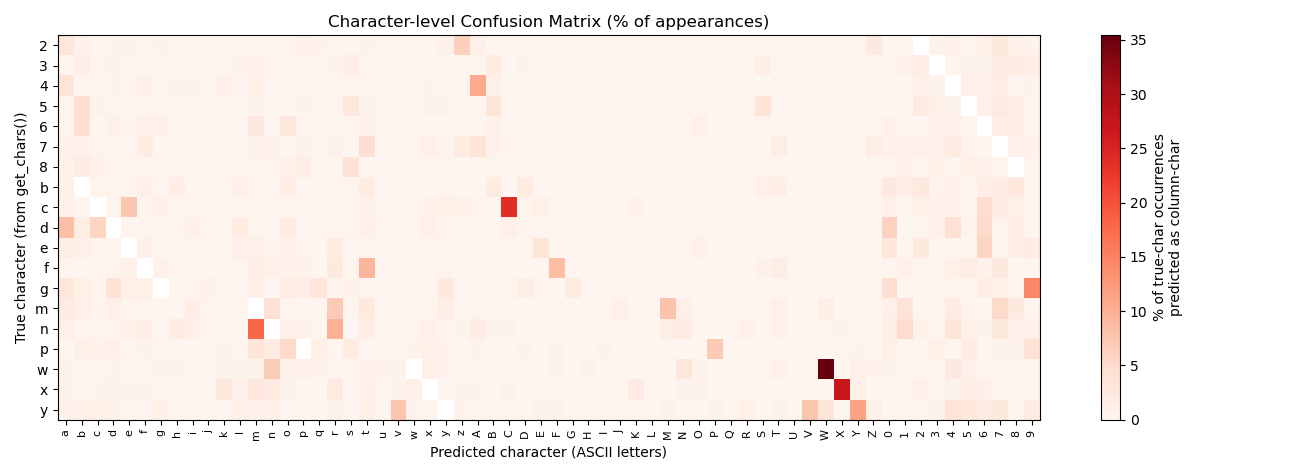 Character-level Confusion Matrix (% of appearances)
True character (from get_chars())
2
3
4
5
6
7
8
b
c
d
e
f
g
m
n
p
w
x
y
a b c d e f g h i j k l m n o p q r s t u v w x y z A B C D E F G H I J K L M N O P Q R S T U V W X Y Z 0 1 2 3 4 5 6 7 8 9
Predicted character (ASCII letters)
35
30
25
20
15
10
5
0
% of true-char occurrences
predicted as column-char